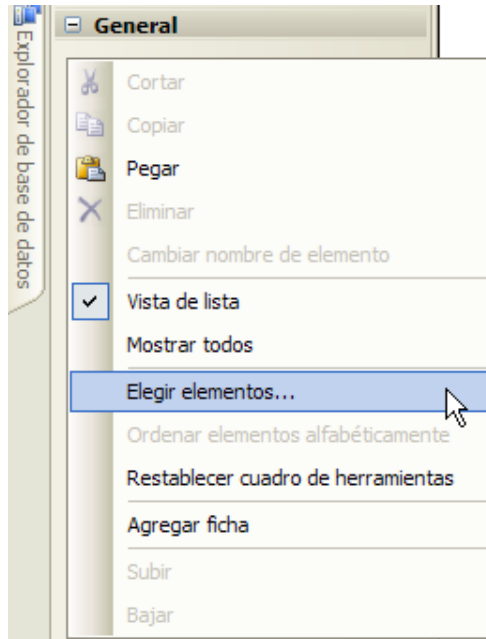 Explorador de base de datos
General
Cortar
Copiar
Pegar
Eliminar
Cambiar nombre de elemento
Vista de lista
Mostrar todos
Elegir elementos...
Ordenar elementos alfabéticamente
Restablecer cuadro de herramientas
Agregar ficha
Subir
Bajar